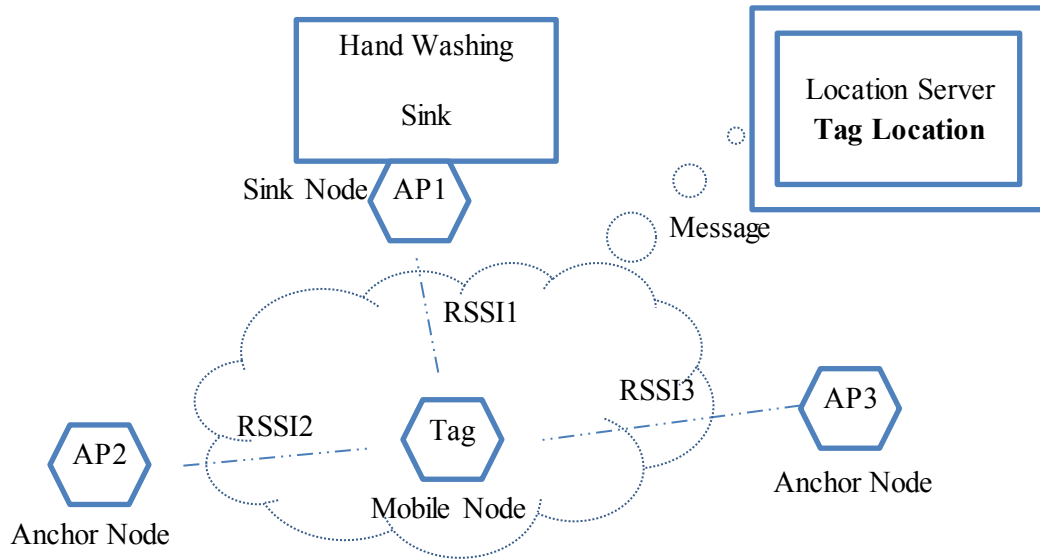 Hand Washing
Sink
Location Server
Tag Location
Sink Node
AP1
Message
RSSI1
RSSI3
AP3
RSSI2
Tag
AP2
Anchor Node
Mobile Node
Anchor Node